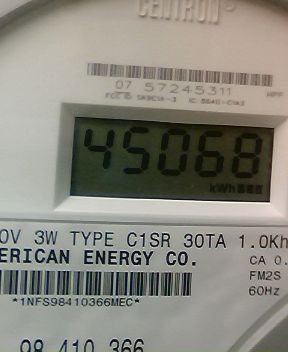 CENTRON
07 57245311
45068
kWh
0V 3W TYPE C1SR 30TA 1.0Kh
ERICAN ENERGY CO.
CA 0.
FM2S
60Hz
*1NFS98410366MEC*
98 410 366